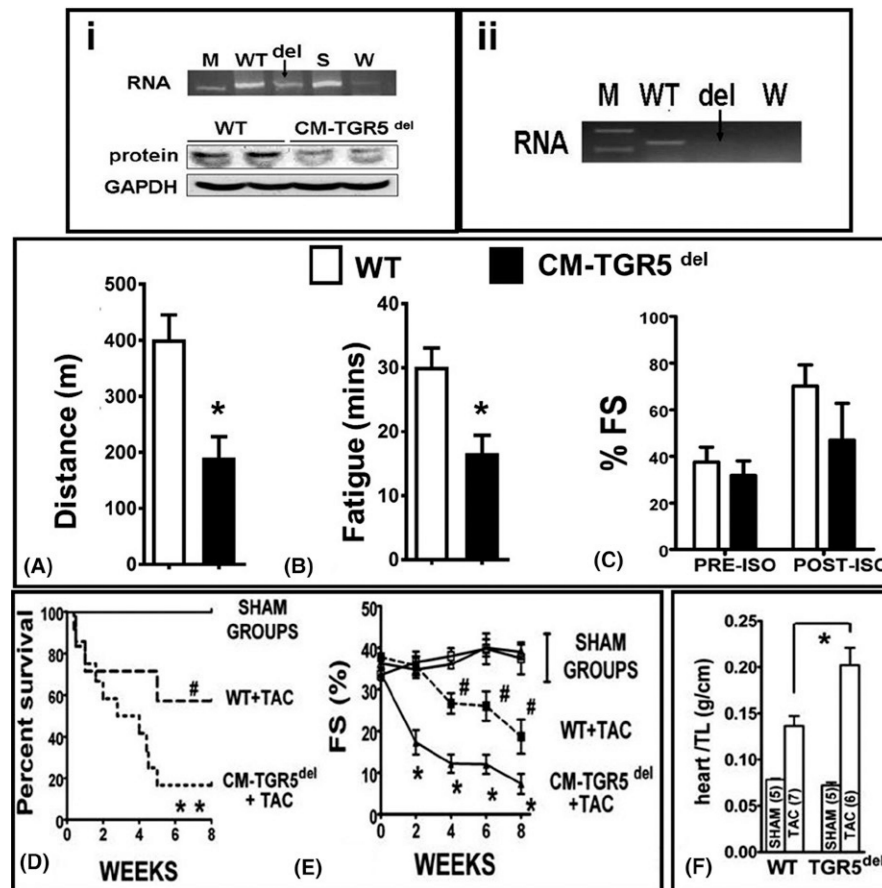 i
M WT del S W
RNA
WT CM-TGR5 del
protein
GAPDH
ii
M WT del W
RNA
WT CM-TGR5 del
500
400
300
200
100
0
Distance (m)
*
(A)
40
30
20
10
0
Fatigue (mins)
*
(B)
100
80
60
40
20
0
% FS
PRE-ISO POST-ISO
(C)
100
80
60
40
20
0
Percent survival
SHAM
GROUPS
#
WT+TAC
CM-TGR5del
+ TAC
* *
0 2 4 6 8
WEEKS
(D)
50
40
30
20
10
0
FS (%)
SHAM
GROUPS
# # #
WT+TAC
CM-TGR5del
+TAC
* * * *
0 2 4 6 8
WEEKS
(E)
0.25
0.20
0.15
0.10
0.05
0.00
heart /TL (g/cm)
*
SHAM (5)
TAC (7)
SHAM (5)
TAC (6)
WT TGR5del
(F)